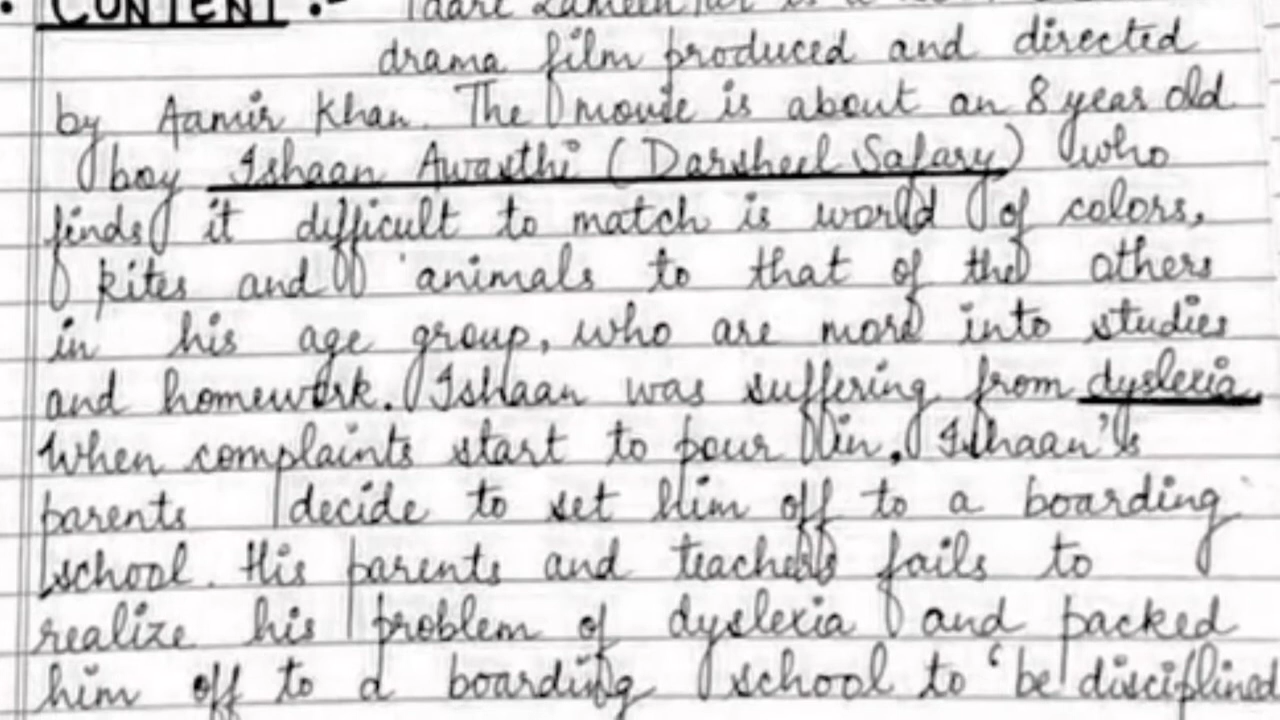 • CONTENT :- Taare Zameen Par is a
drama film produced and directed
by Aamir Khan. The movie is about an 8 year old
boy Ishaan Awasthi (Darsheel Safary) who
finds it difficult to match is world of colors,
kites and animals to that of the others
in his age group, who are more into studies
and homework. Ishaan was suffering from dyslexia
When complaints start to pour in, Ishaan's
parents decide to set him off to a boarding
school. His parents and teachers fails to
realize his problem of dyslexia and packed
him off to a boarding school to 'be disciplined